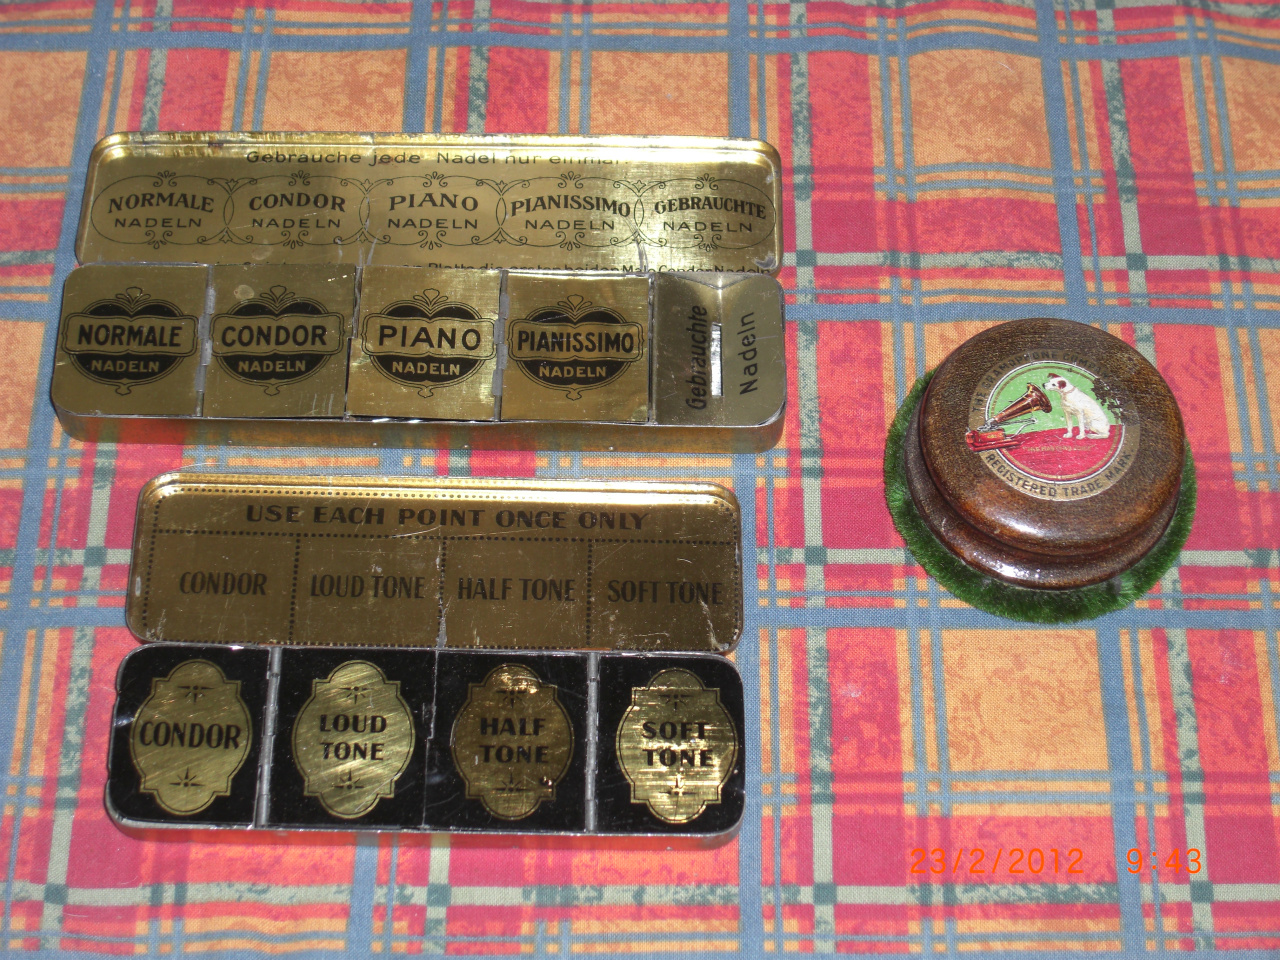 Gebrauche jede Nadel nur einmal
NORMALE
NADELN
CONDOR
NADELN
PIANO
NADELN
PIANISSIMO
NADELN
GEBRAUCHTE
NADELN
NORMALE
NADELN
CONDOR
NADELN
PIANO
NADELN
PIANISSIMO
NADELN
Gebrauchte
Nadeln
USE EACH POINT ONCE ONLY
CONDOR
LOUD TONE
HALF TONE
SOFT TONE
CONDOR
LOUD
TONE
HALF
TONE
SOFT
TONE
REGISTERED TRADE MARK
23/2/2012 9:43